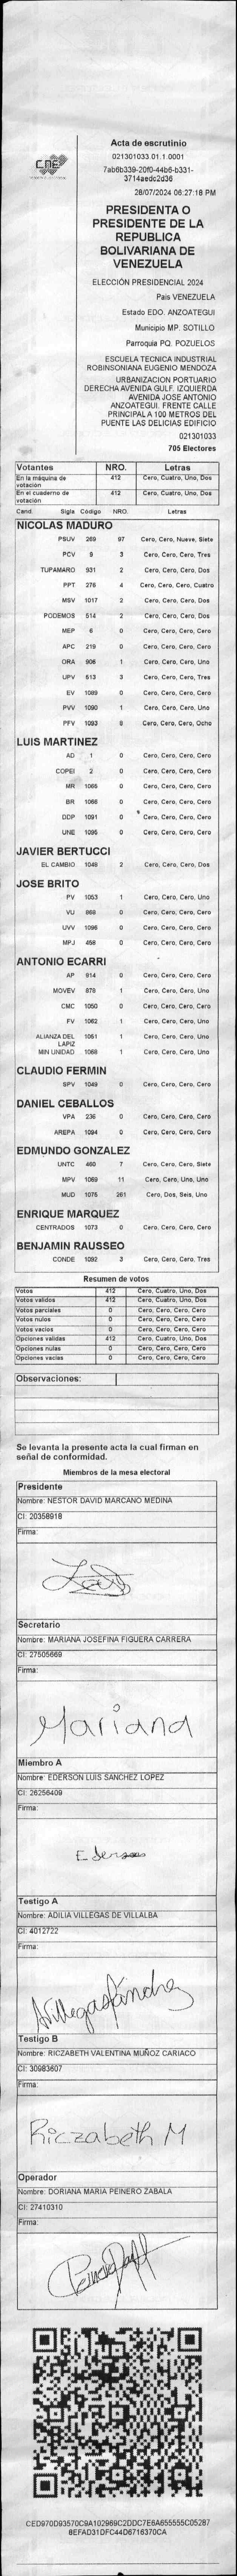 CNE
Acta de escrutinio
021301033.01.1.0001
7ab6b339-20f0-44b6-b331-
3714aedc2d36
28/07/2024 06:27:18 PM
PRESIDENTA O
PRESIDENTE DE LA
REPUBLICA
BOLIVARIANA DE
VENEZUELA
ELECCIÓN PRESIDENCIAL 2024
Pais VENEZUELA
Estado EDO. ANZOATEGUI
Municipio MP. SOTILLO
Parroquia PQ. POZUELOS
ESCUELA TECNICA INDUSTRIAL
ROBINSONIANA EUGENIO MENDOZA
URBANIZACION PORTUARIO
DERECHA AVENIDA GULF. IZQUIERDA
AVENIDA JOSE ANTONIO
ANZOATEGUI. FRENTE CALLE
PRINCIPAL A 100 METROS DEL
PUENTE LAS DELICIAS EDIFICIO
021301033
705 Electores
Votantes NRO. Letras
En la máquina de votación 412 Cero, Cuatro, Uno, Dos
En el cuaderno de votación 412 Cero, Cuatro, Uno, Dos
Cand. Sigla Código NRO. Letras
NICOLAS MADURO
PSUV 269 97 Cero, Cero, Nueve, Siete
PCV 9 3 Cero, Cero, Cero, Tres
TUPAMARO 931 2 Cero, Cero, Cero, Dos
PPT 276 4 Cero, Cero, Cero, Cuatro
MSV 1017 2 Cero, Cero, Cero, Dos
PODEMOS 514 2 Cero, Cero, Cero, Dos
MEP 6 0 Cero, Cero, Cero, Cero
APC 219 0 Cero, Cero, Cero, Cero
ORA 906 1 Cero, Cero, Cero, Uno
UPV 513 3 Cero, Cero, Cero, Tres
EV 1089 0 Cero, Cero, Cero, Cero
PVV 1090 1 Cero, Cero, Cero, Uno
PFV 1093 8 Cero, Cero, Cero, Ocho
LUIS MARTINEZ
AD 1 0 Cero, Cero, Cero, Cero
COPEI 2 0 Cero, Cero, Cero, Cero
MR 1065 0 Cero, Cero, Cero, Cero
BR 1066 0 Cero, Cero, Cero, Cero
DDP 1091 0 Cero, Cero, Cero, Cero
UNE 1095 0 Cero, Cero, Cero, Cero
JAVIER BERTUCCI
EL CAMBIO 1048 2 Cero, Cero, Cero, Dos
JOSE BRITO
PV 1053 1 Cero, Cero, Cero, Uno
VU 968 0 Cero, Cero, Cero, Cero
UVV 1096 0 Cero, Cero, Cero, Cero
MPJ 458 0 Cero, Cero, Cero, Cero
ANTONIO ECARRI
AP 914 0 Cero, Cero, Cero, Cero
MOVEV 878 1 Cero, Cero, Cero, Uno
CMC 1050 0 Cero, Cero, Cero, Cero
FV 1062 1 Cero, Cero, Cero, Uno
ALIANZA DEL LAPIZ 1051 1 Cero, Cero, Cero, Uno
MIN UNIDAD 1068 1 Cero, Cero, Cero, Uno
CLAUDIO FERMIN
SPV 1049 0 Cero, Cero, Cero, Cero
DANIEL CEBALLOS
VPA 236 0 Cero, Cero, Cero, Cero
AREPA 1094 0 Cero, Cero, Cero, Cero
EDMUNDO GONZALEZ
UNTC 460 7 Cero, Cero, Cero, Siete
MPV 1069 11 Cero, Cero, Uno, Uno
MUD 1075 261 Cero, Dos, Seis, Uno
ENRIQUE MARQUEZ
CENTRADOS 1073 0 Cero, Cero, Cero, Cero
BENJAMIN RAUSSEO
CONDE 1092 3 Cero, Cero, Cero, Tres
Resumen de votos
Votos 412 Cero, Cuatro, Uno, Dos
Votos validos 412 Cero, Cuatro, Uno, Dos
Votos parciales 0 Cero, Cero, Cero, Cero
Votos nulos 0 Cero, Cero, Cero, Cero
Votos vacios 0 Cero, Cero, Cero, Cero
Opciones validas 412 Cero, Cuatro, Uno, Dos
Opciones nulas 0 Cero, Cero, Cero, Cero
Opciones vacias 0 Cero, Cero, Cero, Cero
Observaciones:
Se levanta la presente acta la cual firman en
señal de conformidad.
Miembros de la mesa electoral
Presidente
Nombre: NESTOR DAVID MARCANO MEDINA
CI: 20358918
Firma:
Secretario
Nombre: MARIANA JOSEFINA FIGUERA CARRERA
CI: 27505669
Firma:
Mariana
Miembro A
Nombre: EDERSON LUIS SANCHEZ LOPEZ
CI: 26256409
Firma:
Ederson
Testigo A
Nombre: ADILIA VILLEGAS DE VILLALBA
CI: 4012722
Firma:
Testigo B
Nombre: RICZABETH VALENTINA MUÑOZ CARIACO
CI: 30983607
Firma:
Riczabeth M
Operador
Nombre: DORIANA MARIA PEINERO ZABALA
CI: 27410310
Firma:
CED970D93570C9A102969C2DDC7E6A655555C05287
8EFAD31DFC44D6716370CA